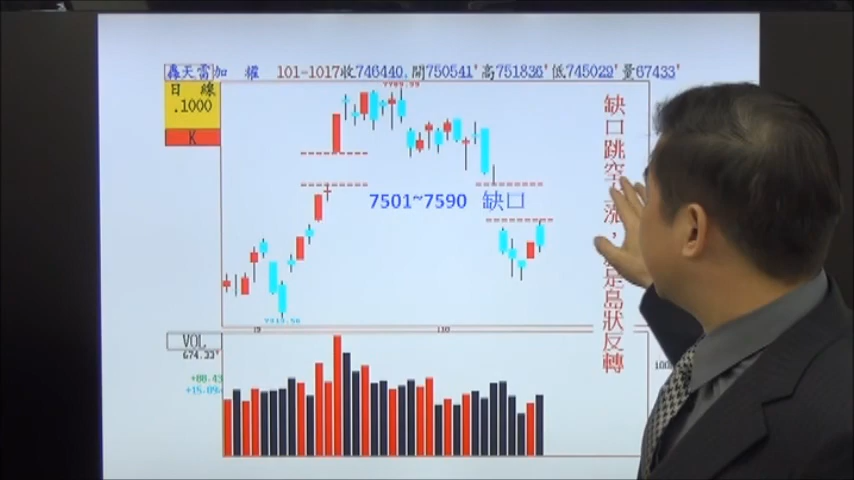 轟天雷加 權 101-1017收746440.開750541'高751836'低745029'量67433'
日 線
.1000
K
7501~7590 缺口
缺口跳空
島狀反轉
VOL
674.33'